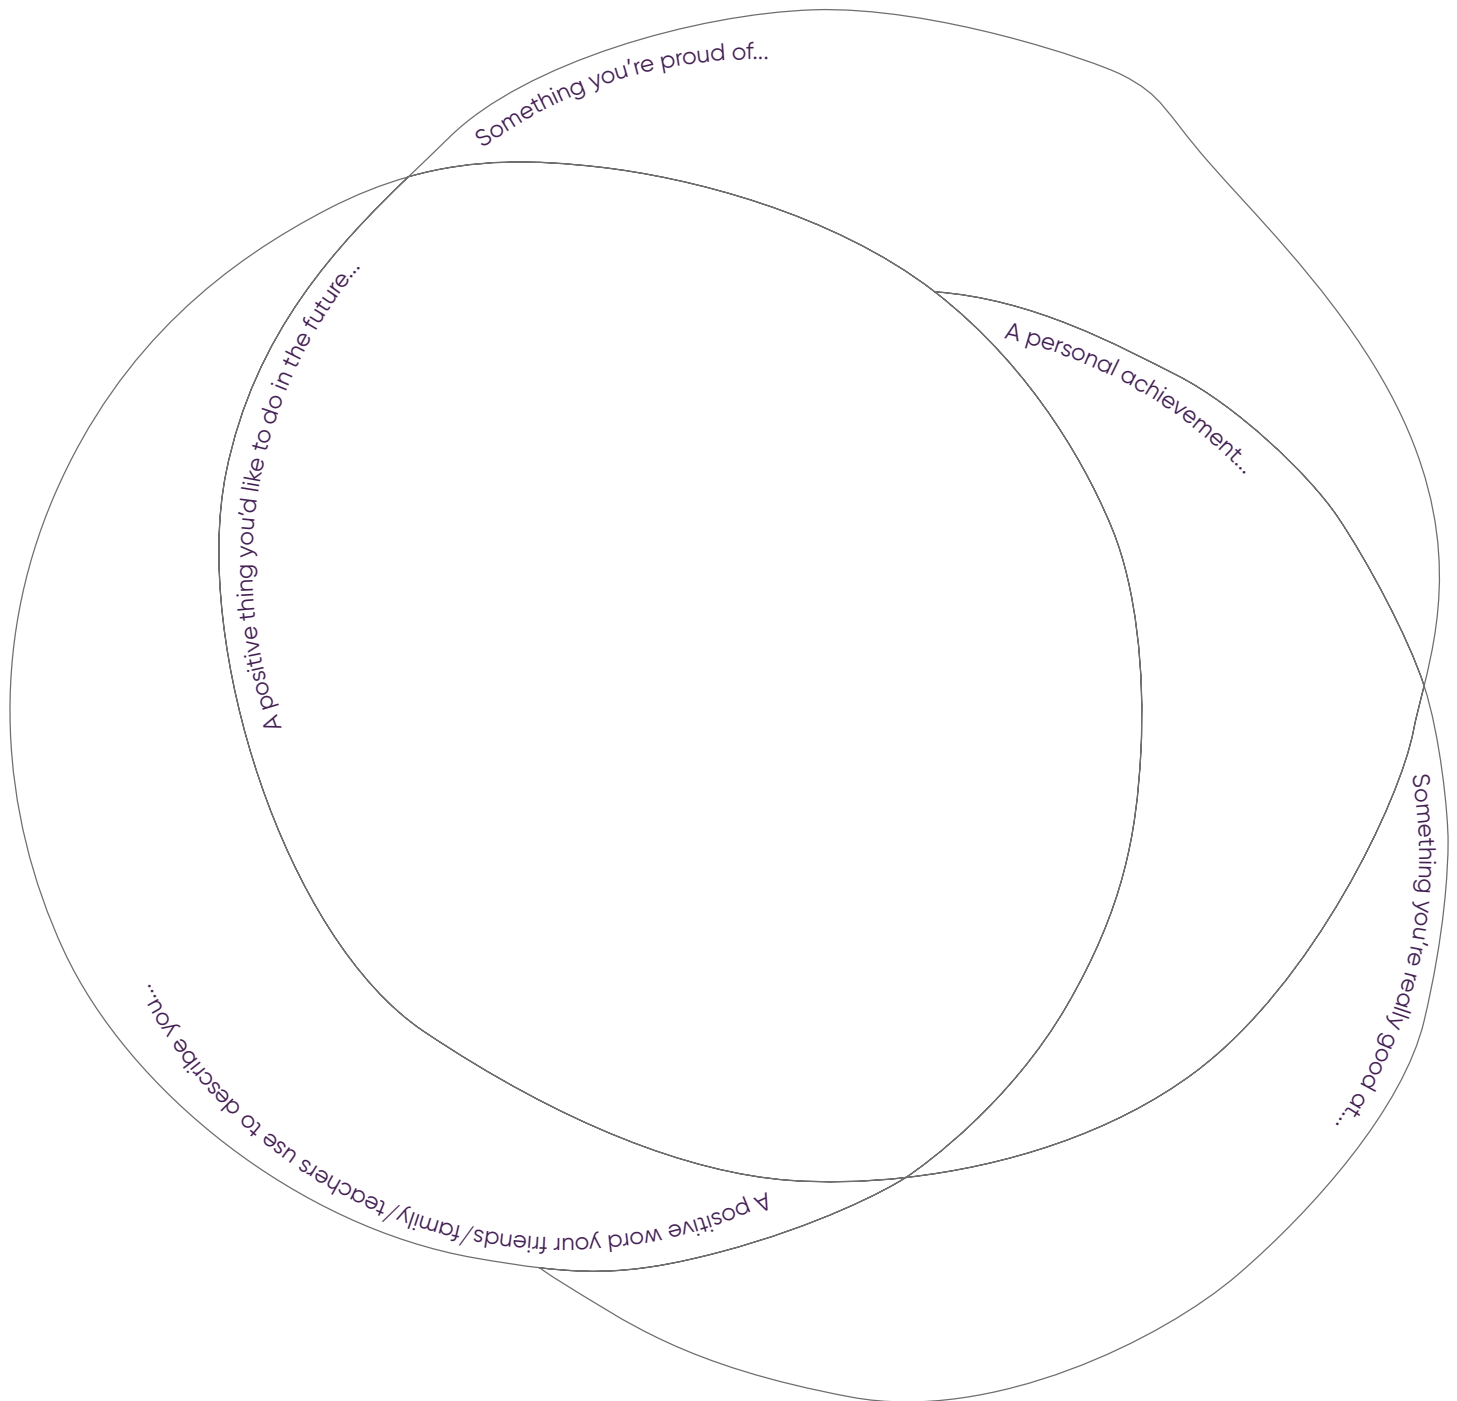 Something you're proud of...
A personal achievement...
A positive thing you'd like to do in the future...
Something you're really good at...
A positive word your friends/family/teachers use to describe you...